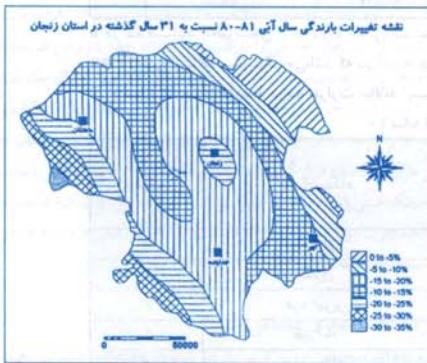 نقشه تغییرات بارندگی سال آبی ۸۱-۸۰ نسبت به ۳۱ سال گذشته در استان زنجان
N
زنجان
ابهر
خدابنده
0 to -5%
-5 to -10%
-15 to -20%
-10 to -15%
-20 to -25%
-25 to -30%
-30 to -35%
0
50000